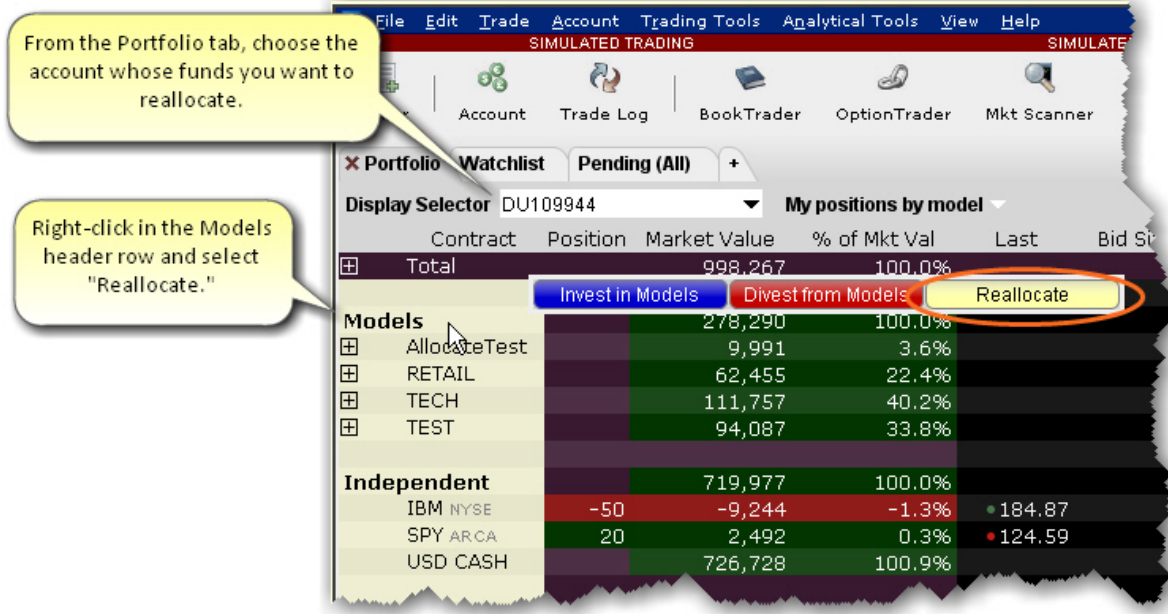 File Edit Trade Account Trading Tools Analytical Tools View Help
SIMULATED TRADING SIMULATE
From the Portfolio tab, choose the
account whose funds you want to
reallocate.
Account Trade Log BookTrader OptionTrader Mkt Scanner
Portfolio Watchlist Pending (All) +
Display Selector DU109944 My positions by model
Right-click in the Models
header row and select
"Reallocate."
Contract Position Market Value % of Mkt Val Last Bid
Total 998,267 100.0%
Invest in Models Divest from Models Reallocate
Models 278,290 100.0%
AllocateTest 9,991 3.6%
RETAIL 62,455 22.4%
TECH 111,757 40.2%
TEST 94,087 33.8%
Independent 719,977 100.0%
IBM NYSE -50 -9,244 -1.3% 184.87
SPY ARCA 20 2,492 0.3% 124.59
USD CASH 726,728 100.9%